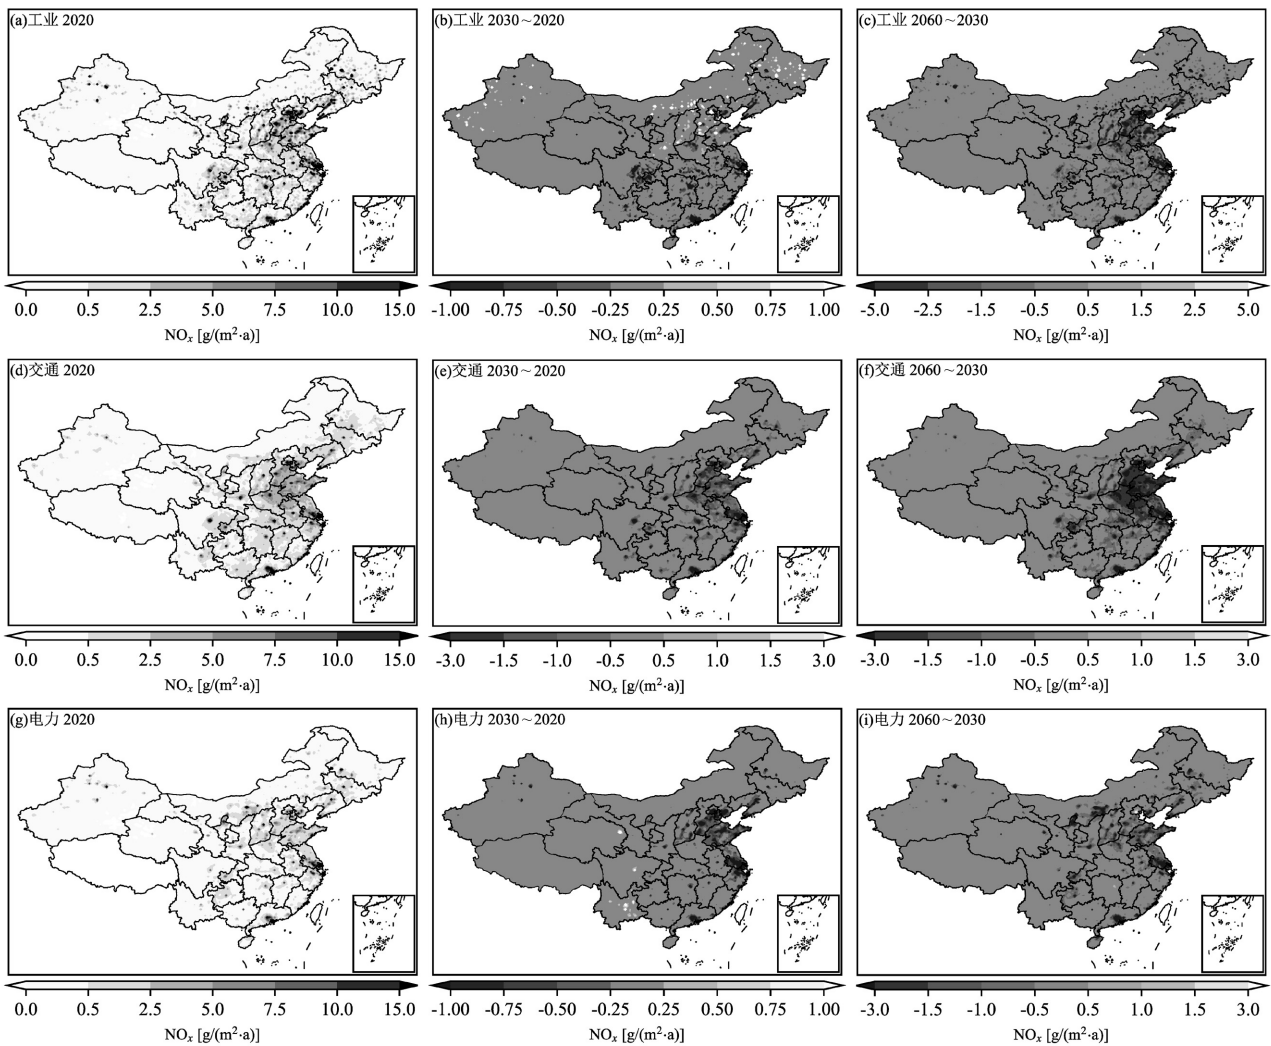 (a)工业 2020
(b)工业 2030～2020
(c)工业 2060～2030
0.0 0.5 2.5 5.0 7.5 10.0 15.0
-1.00 -0.75 -0.50 -0.25 0.25 0.50 0.75 1.00
-5.0 -2.5 -1.5 -0.5 0.5 1.5 2.5 5.0
NOx [g/(m²·a)]
NOx [g/(m²·a)]
NOx [g/(m²·a)]
(d)交通 2020
(e)交通 2030～2020
(f)交通 2060～2030
0.0 0.5 2.5 5.0 7.5 10.0 15.0
-3.0 -1.5 -1.0 -0.5 0.5 1.0 1.5 3.0
-3.0 -1.5 -1.0 -0.5 0.5 1.0 1.5 3.0
NOx [g/(m²·a)]
NOx [g/(m²·a)]
NOx [g/(m²·a)]
(g)电力 2020
(h)电力 2030～2020
(i)电力 2060～2030
0.0 0.5 2.5 5.0 7.5 10.0 15.0
-1.00 -0.75 -0.50 -0.25 0.25 0.50 0.75 1.00
-3.0 -1.5 -1.0 -0.5 0.5 1.0 1.5 3.0
NOx [g/(m²·a)]
NOx [g/(m²·a)]
NOx [g/(m²·a)]